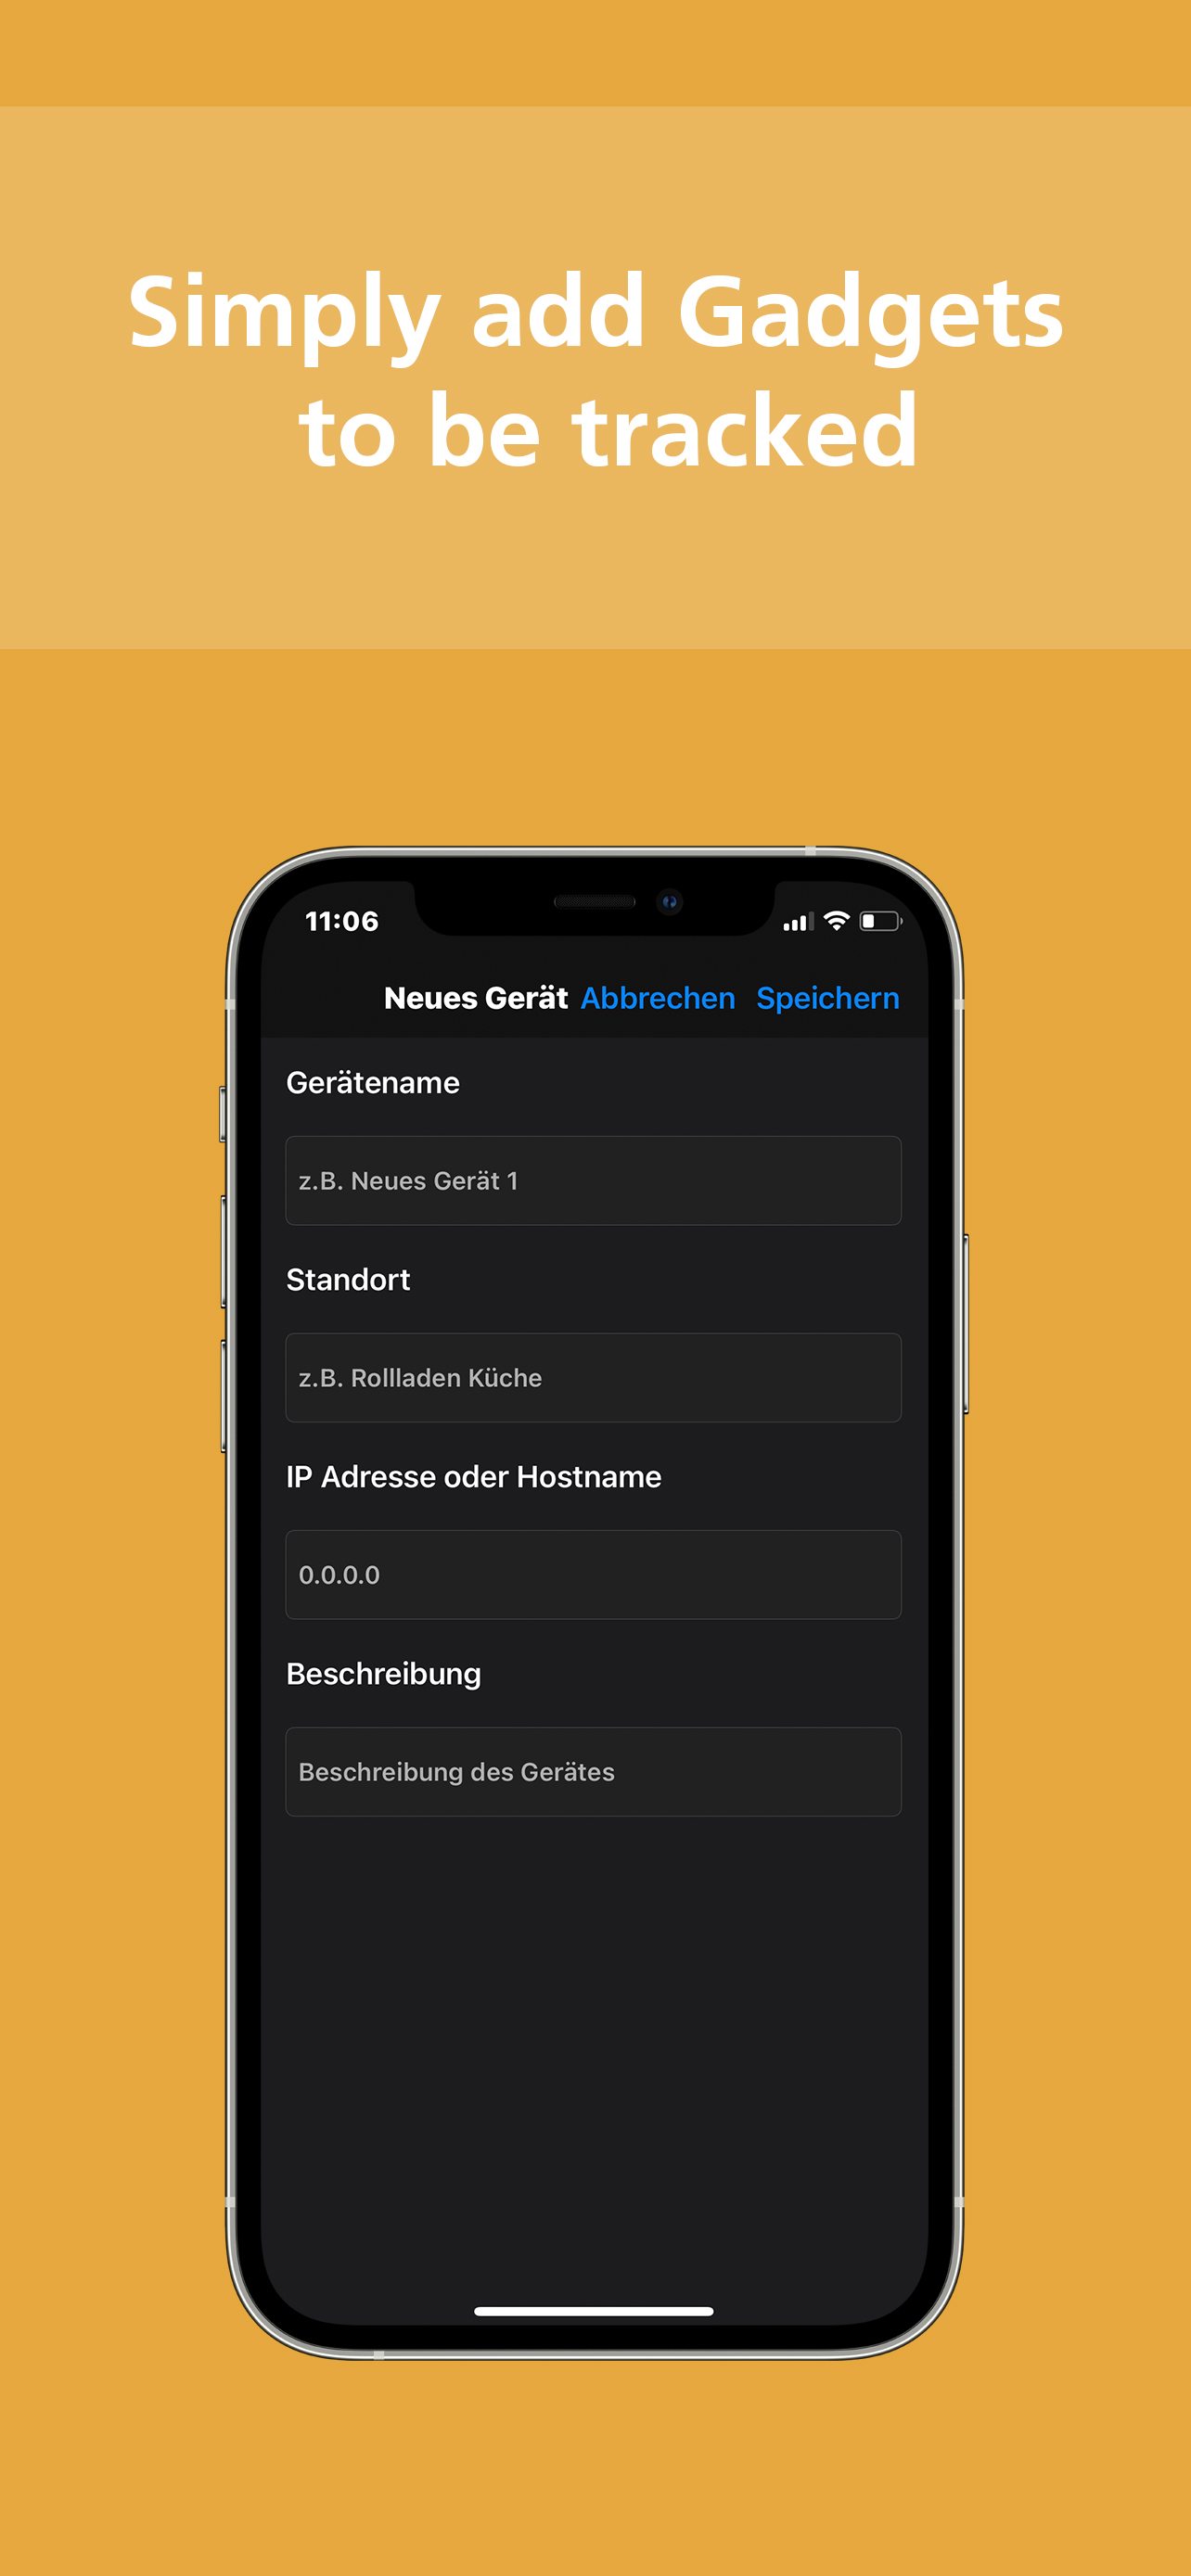 Simply add Gadgets
to be tracked
11:06
Neues Gerät Abbrechen Speichern
Gerätename
z.B. Neues Gerät 1
Standort
z.B. Rollladen Küche
IP Adresse oder Hostname
0.0.0.0
Beschreibung
Beschreibung des Gerätes